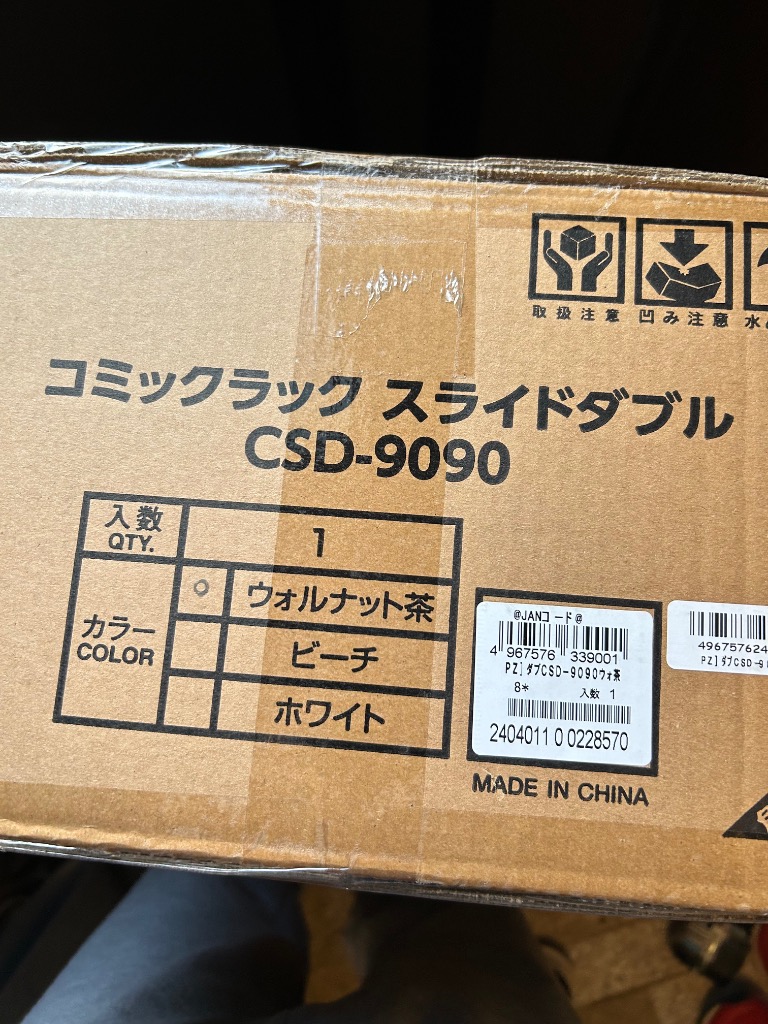 取扱注意 凹み注意 水
コミックラック スライドダブル
CSD-9090
入数
QTY.
1
カラー
COLOR
ウォルナット茶
ビーチ
ホワイト
@JANコード@
4 967576 339001
PZ]ダブCSD-9090ウォ茶
8* 入数 1
2404011 0 0228570
49675762
PZ]ダブCSD-9
MADE IN CHINA